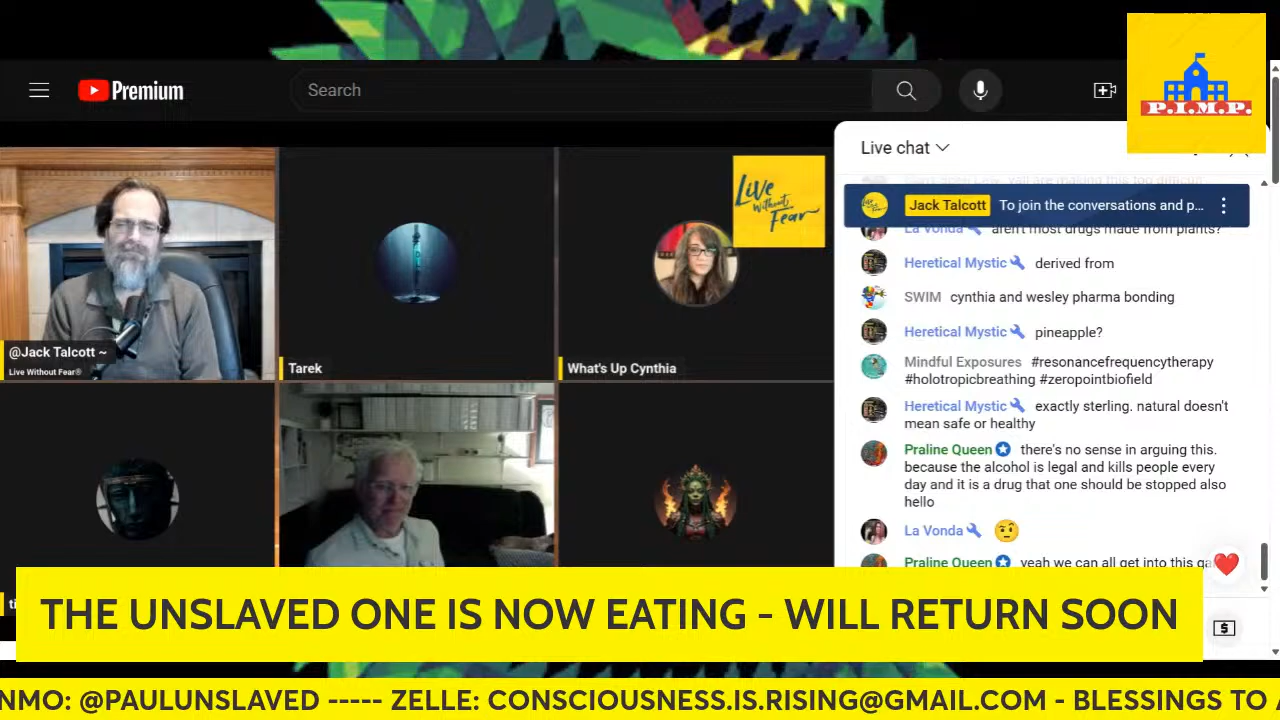 Premium
Search
P.I.M.P.
Live chat
Jack Talcott To join the conversations and p...
La Vonda aren't most drugs made from plants?
Heretical Mystic derived from
SWIM cynthia and wesley pharma bonding
Heretical Mystic pineapple?
Mindful Exposures #resonancefrequencytherapy
#holotropicbreathing #zeropointbiofield
Heretical Mystic exactly sterling. natural doesn't
mean safe or healthy
Praline Queen there's no sense in arguing this.
because the alcohol is legal and kills people every
day and it is a drug that one should be stopped also
hello
La Vonda
Praline Queen yeah we can all get into this
Live
Without
Fear
@Jack Talcott ~
Live Without Fear®
Tarek
What's Up Cynthia
THE UNSLAVED ONE IS NOW EATING - WILL RETURN SOON
NMO: @PAULUNSLAVED ----- ZELLE: CONSCIOUSNESS.IS.RISING@GMAIL.COM - BLESSINGS TO